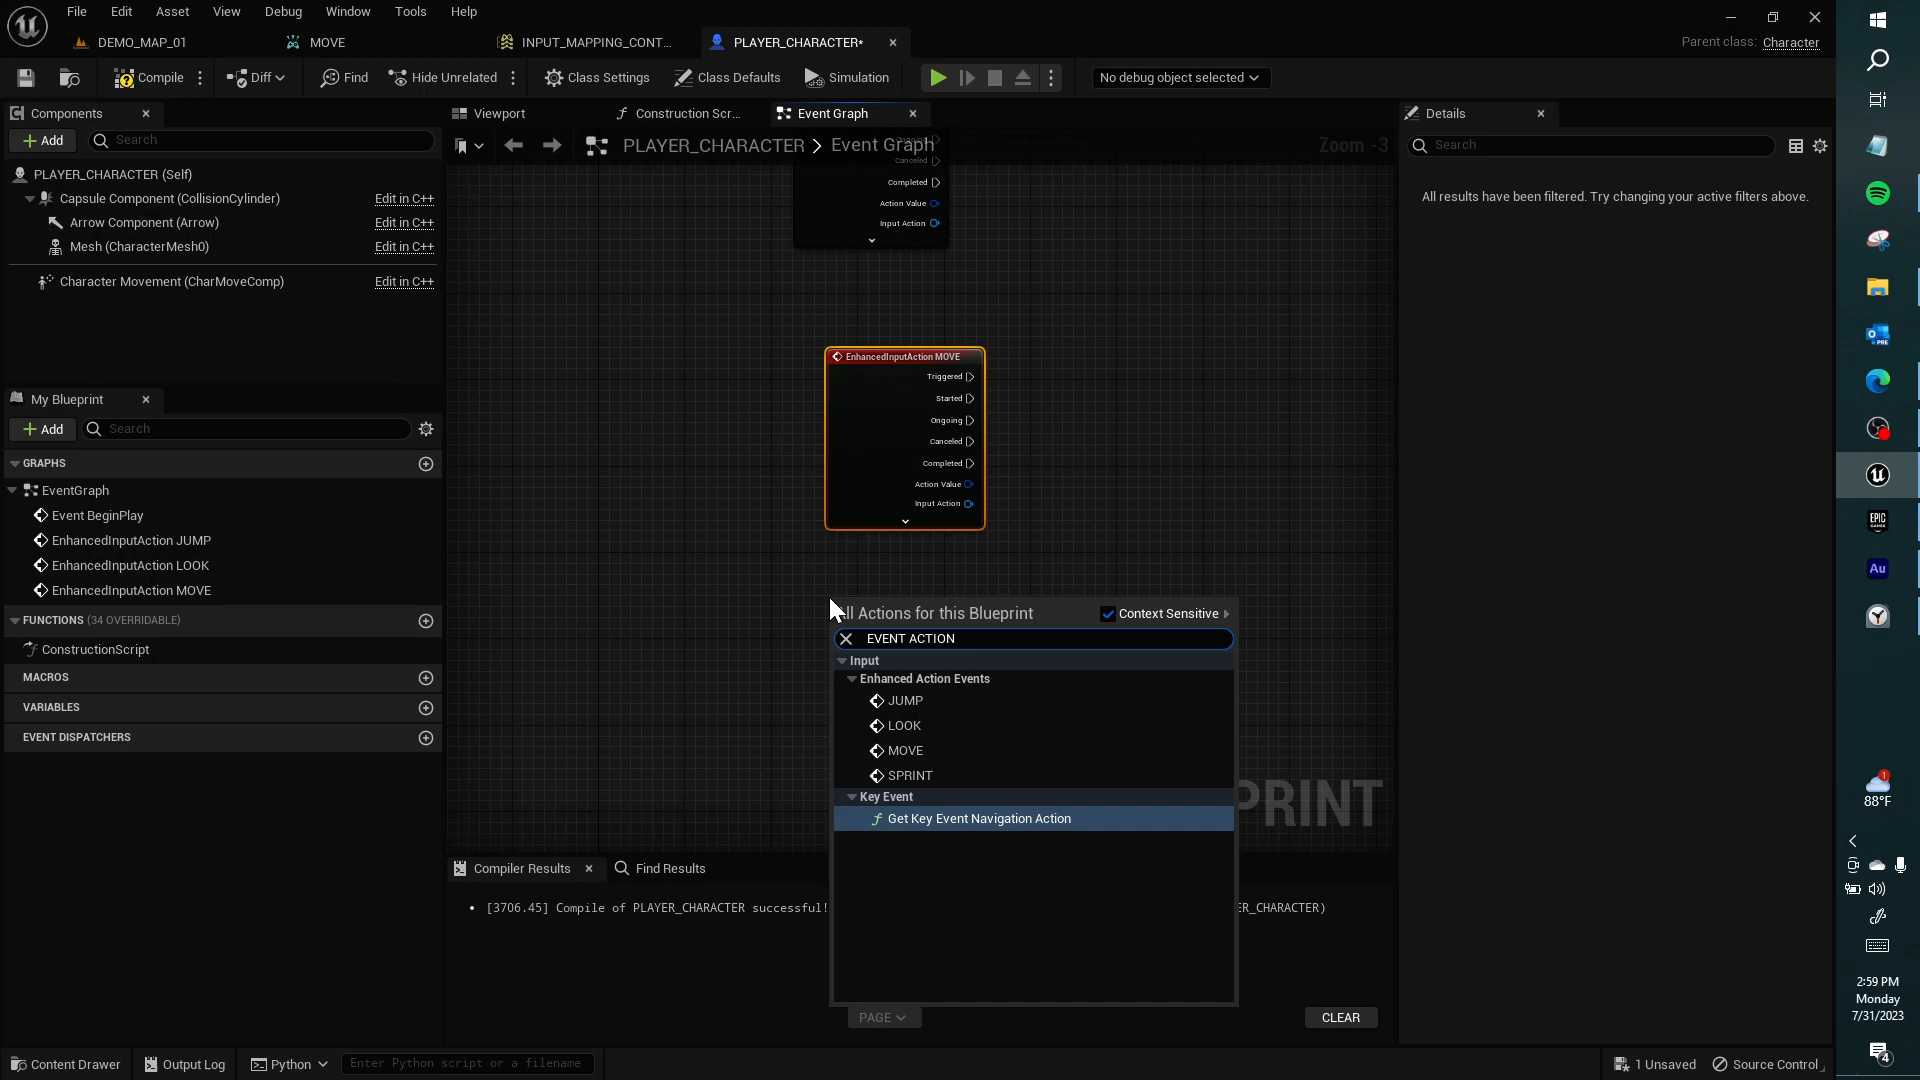 File Edit Asset View Debug Window Tools Help
DEMO_MAP_01 MOVE INPUT_MAPPING_CONT... PLAYER_CHARACTER*
Parent class: Character
Compile Diff Find Hide Unrelated Class Settings Class Defaults Simulation No debug object selected
Components
Add Search
PLAYER_CHARACTER (Self)
Capsule Component (CollisionCylinder) Edit in C++
Arrow Component (Arrow) Edit in C++
Mesh (CharacterMesh0) Edit in C++
Character Movement (CharMoveComp) Edit in C++
My Blueprint
Add Search
GRAPHS
EventGraph
Event BeginPlay
EnhancedInputAction JUMP
EnhancedInputAction LOOK
EnhancedInputAction MOVE
FUNCTIONS (34 OVERRIDABLE)
ConstructionScript
MACROS
VARIABLES
EVENT DISPATCHERS
Viewport Construction Scr... Event Graph
PLAYER_CHARACTER > Event Graph Zoom -3
Ongoing
Canceled
Completed
Action Value
Input Action
EnhancedInputAction MOVE
Triggered
Started
Ongoing
Canceled
Completed
Action Value
Input Action
All Actions for this Blueprint Context Sensitive
EVENT ACTION
Input
Enhanced Action Events
JUMP
LOOK
MOVE
SPRINT
Key Event
Get Key Event Navigation Action
PRINT
Compiler Results Find Results
[3706.45] Compile of PLAYER_CHARACTER successful! ER_CHARACTER)
PAGE CLEAR
Details
Search
All results have been filtered. Try changing your active filters above.
Content Drawer Output Log Python Enter Python script or a filename 1 Unsaved Source Control
PRE
EPIC GAMES
Au
1
88°F
2:59 PM
Monday
7/31/2023
4